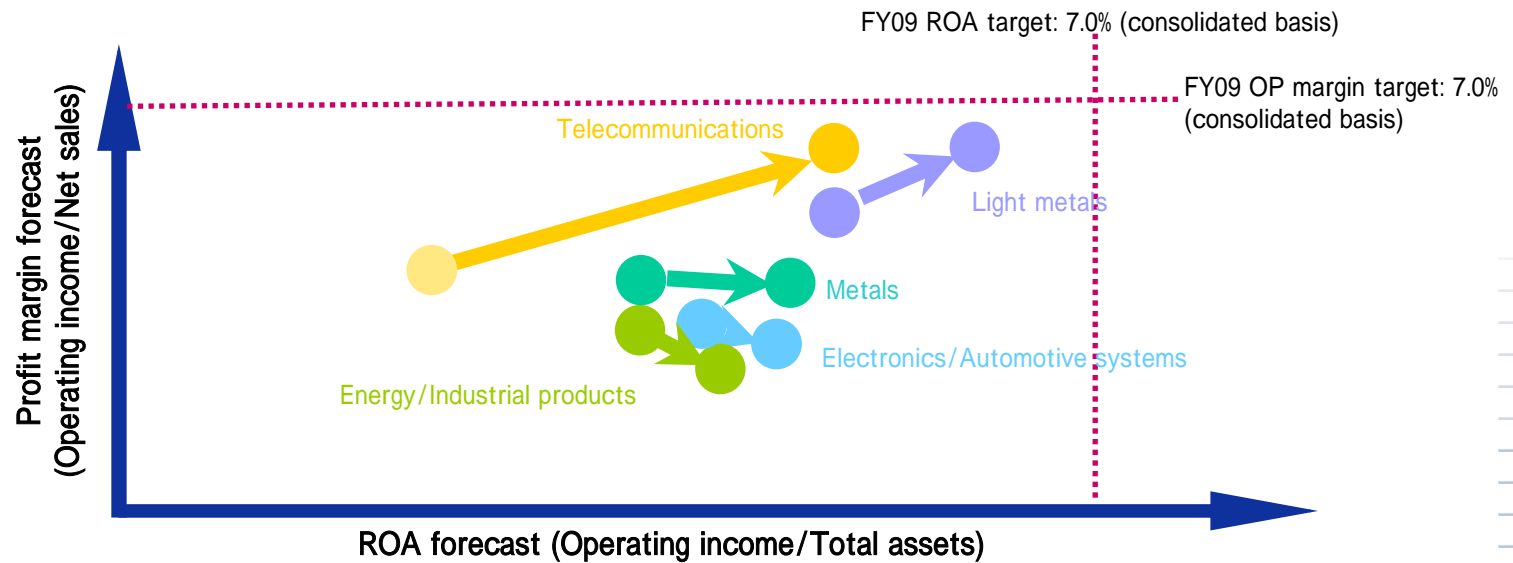 FY09 ROA target: 7.0% (consolidated basis)
FY09 OP margin target: 7.0%
(consolidated basis)
Telecommunications
Light metals
Metals
Electronics/Automotive systems
Energy/Industrial products
Profit margin forecast
(Operating income/Net sales)
ROA forecast (Operating income/Total assets)